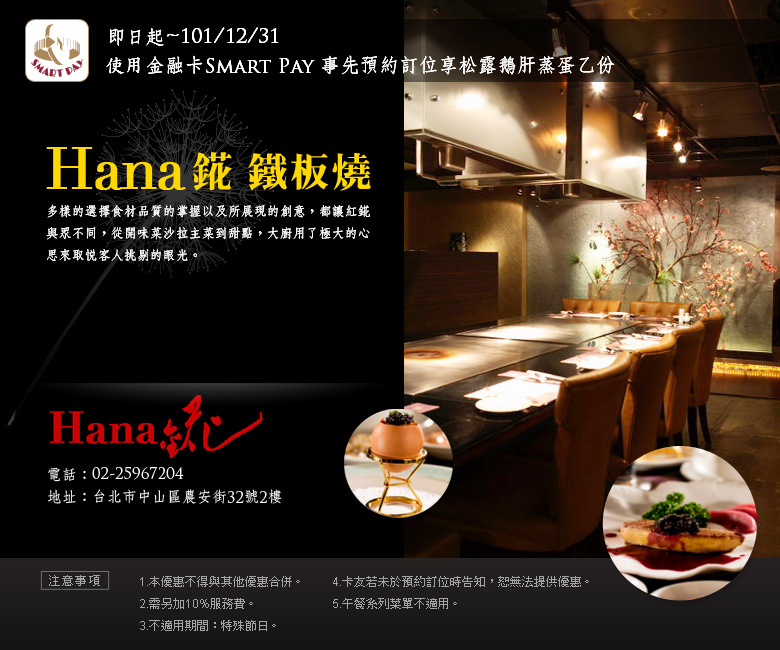 SMART PAY
即日起~101/12/31
使用金融卡SMART PAY 事先預約訂位享松露鵝肝蒸蛋乙份
Hana 錵 鐵板燒
多樣的選擇食材品質的掌握以及所展現的創意，都讓紅錵
與眾不同，從開味菜沙拉主菜到甜點，大廚用了極大的心
思來取悅客人挑剔的眼光。
Hana 錵
電話：02-25967204
地址：台北市中山區農安街32號2樓
注意事項
1.本優惠不得與其他優惠合併。
2.需另加10%服務費。
3.不適用期間：特殊節日。
4.卡友若未於預約訂位時告知，恕無法提供優惠。
5.午餐系列菜單不適用。